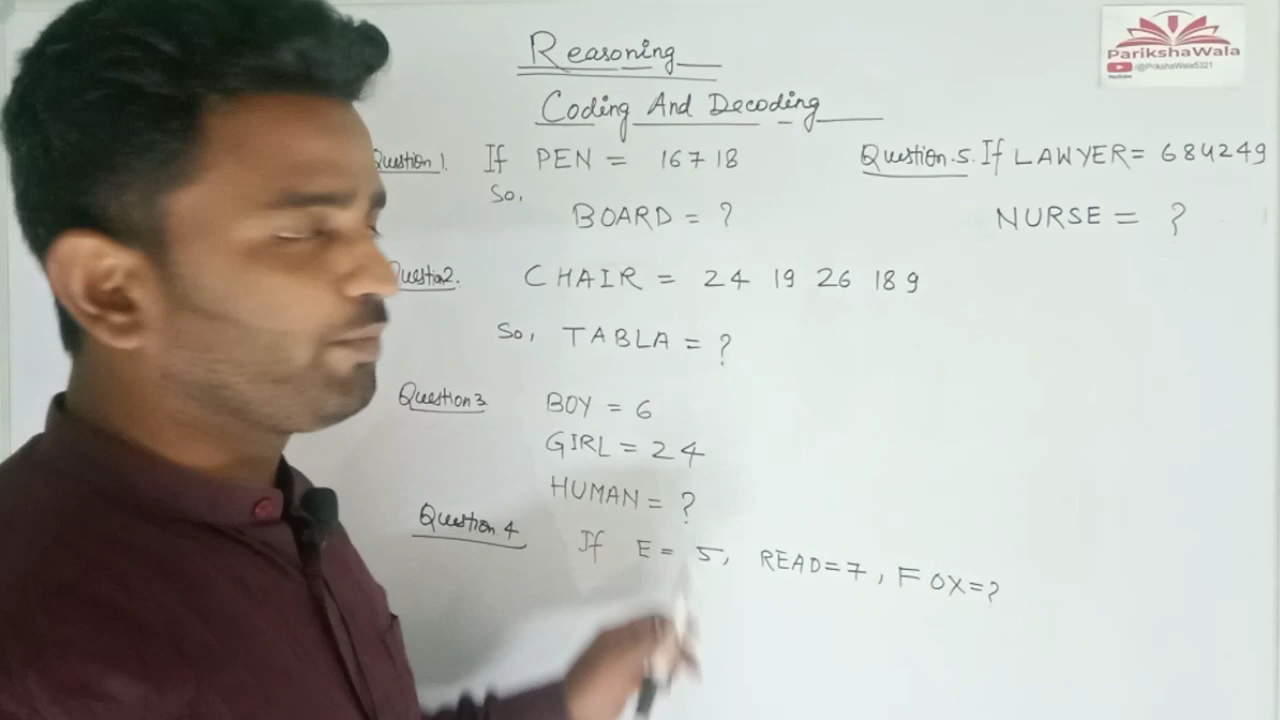 ParikshaWala
YouTube @PrikshaWala5321
Reasoning
Coding And Decoding
Question 1. If PEN = 16 7 18
So,
BOARD = ?
Question 2. CHAIR = 24 19 26 18 9
So, TABLA = ?
Question 3 BOY = 6
GIRL = 24
HUMAN = ?
Question 4 If E = 5, READ=7, FOX=?
Question.5. If LAWYER= 684249
NURSE = ?